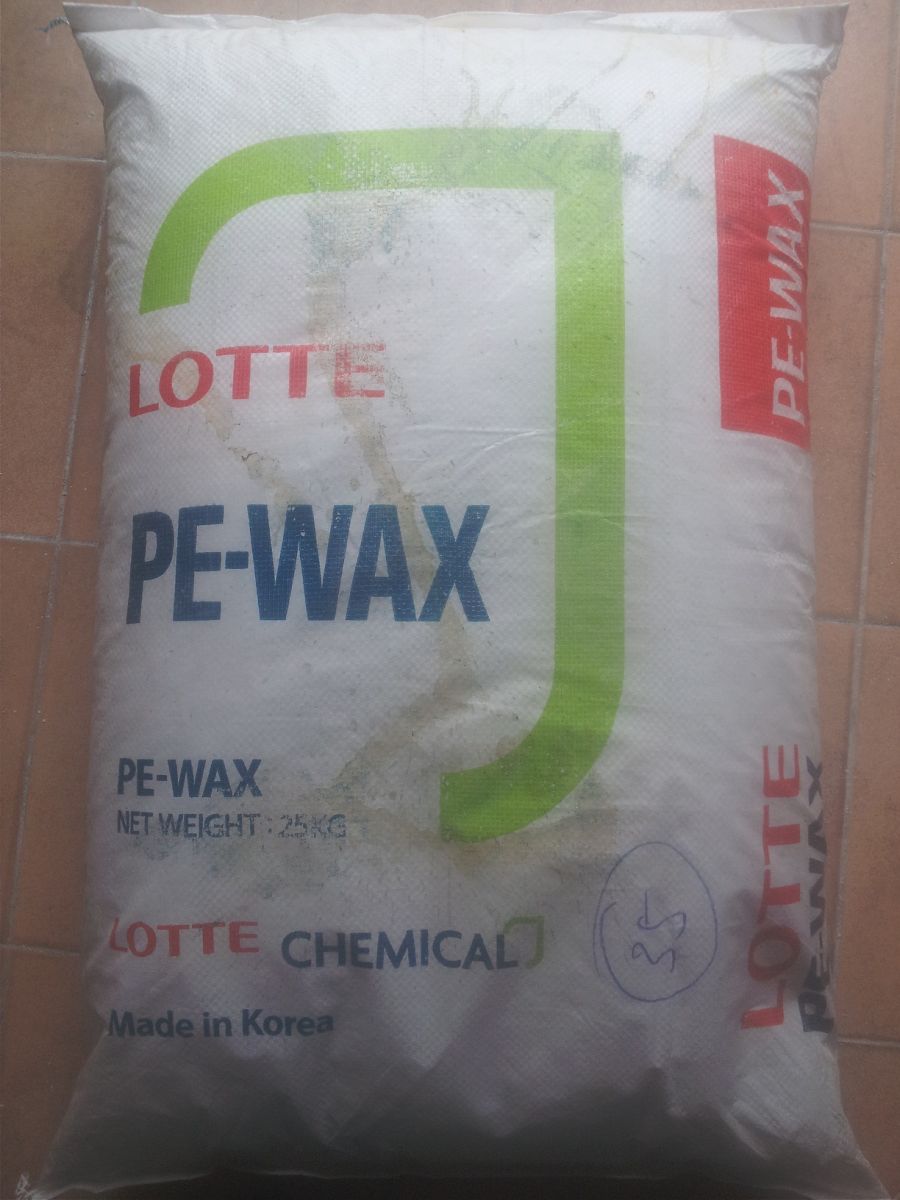 LOTTE
PE-WAX
PE-WAX
NET WEIGHT : 25KG
LOTTE CHEMICAL
Made in Korea
PE-WAX
LOTTE
PE-WAX